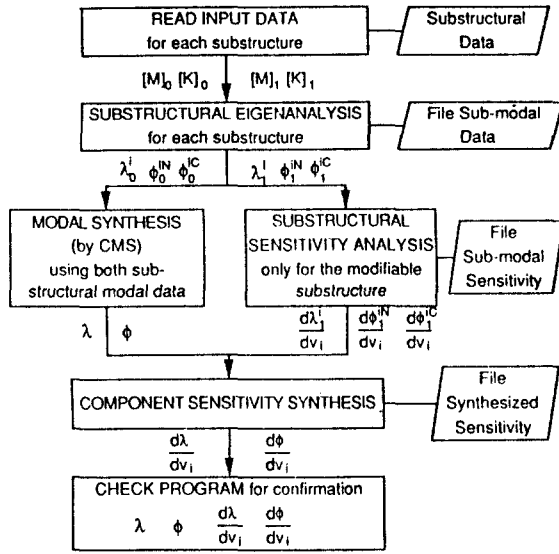 READ INPUT DATA
for each substructure
Substructural
Data
[M]₀ [K]₀ [M]₁ [K]₁
SUBSTRUCTURAL EIGENANALYSIS
for each substructure
File Sub-modal
Data
λ₀ⁱ ϕ₀ᴵᴺ ϕ₀ᴵᶜ λ₁ᴵ ϕ₁ⁱᴺ ϕ₁ⁱᶜ
MODAL SYNTHESIS
(by CMS)
using both sub-
structural modal data
SUBSTRUCTURAL
SENSITIVITY ANALYSIS
only for the modifiable
substructure
File
Sub-modal
Sensitivity
λ ϕ
dλ₁ⁱ dϕ₁ⁱᴺ dϕ₁ⁱᶜ
dvᵢ dvᵢ dvᵢ
COMPONENT SENSITIVITY SYNTHESIS
File
Synthesized
Sensitivity
dλ dϕ
dvᵢ dvᵢ
CHECK PROGRAM for confirmation
λ ϕ dλ dϕ
dvᵢ dvᵢ